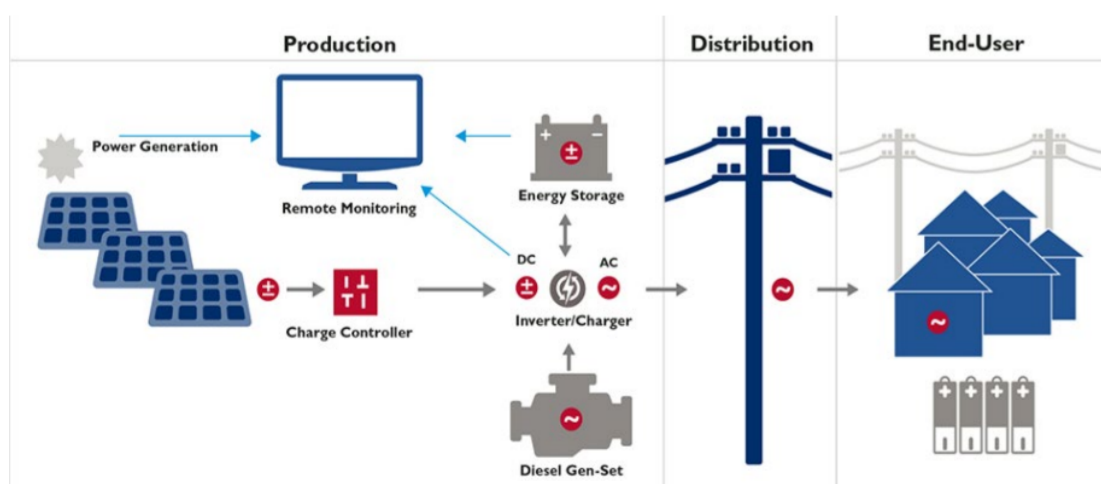 Production
Distribution
End-User
Power Generation
Remote Monitoring
+ −
±
Energy Storage
DC
AC
±
±
~
Charge Controller
Inverter/Charger
~
~
~
Diesel Gen-Set
+ + + +